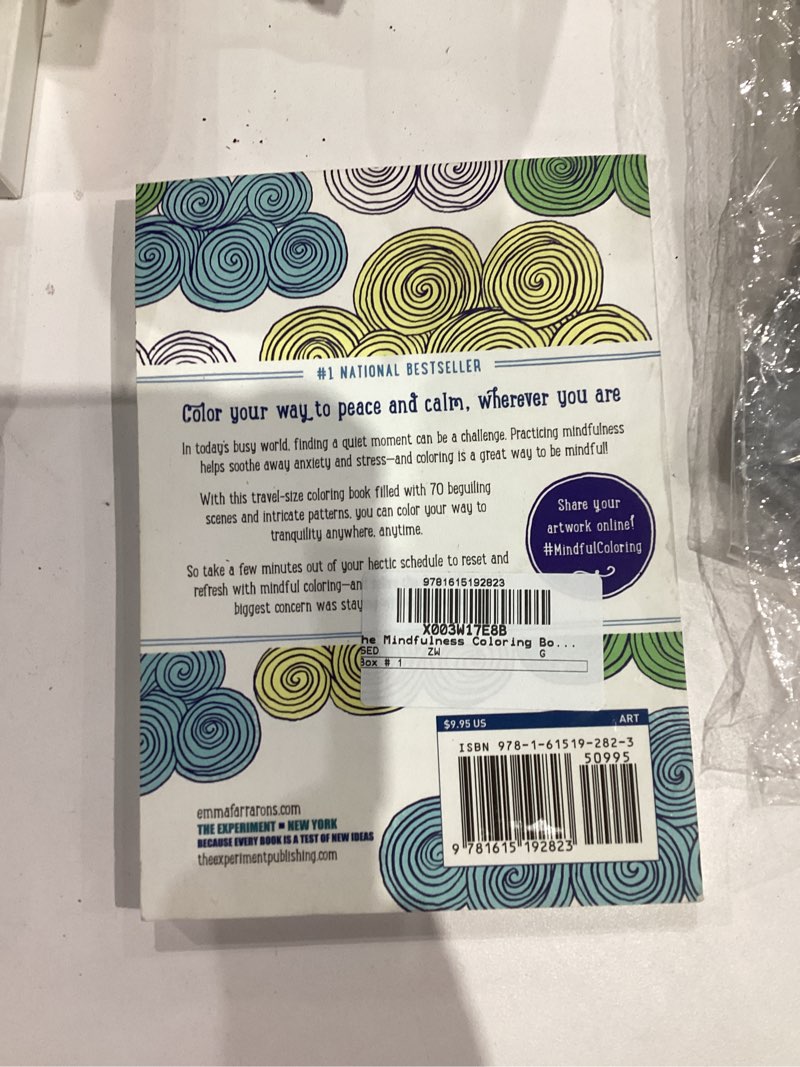 #1 NATIONAL BESTSELLER
Color your way to peace and calm, wherever you are
In today's busy world, finding a quiet moment can be a challenge. Practicing mindfulness
helps soothe away anxiety and stress—and coloring is a great way to be mindful!
With this travel-size coloring book filled with 70 beguiling
scenes and intricate patterns, you can color your way to
tranquility anywhere, anytime.
Share your
artwork online!
#MindfulColoring
So take a few minutes out of your hectic schedule to reset and
refresh with mindful coloring—an
biggest concern was stay
9781615192823
X003W17E8B
he Mindfulness Coloring Bo...
SED ZW G
Box # 1
$9.95 US ART
ISBN 978-1-61519-282-3
50995
9 781615 192823
emmafarrarons.com
THE EXPERIMENT ■ NEW YORK
BECAUSE EVERY BOOK IS A TEST OF NEW IDEAS
theexperimentpublishing.com